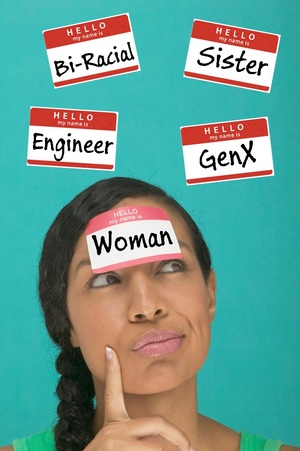 HELLO
my name is
Bi-Racial
HELLO
my name is
Sister
HELLO
my name is
Engineer
HELLO
my name is
GenX
HELLO
my name is
Woman